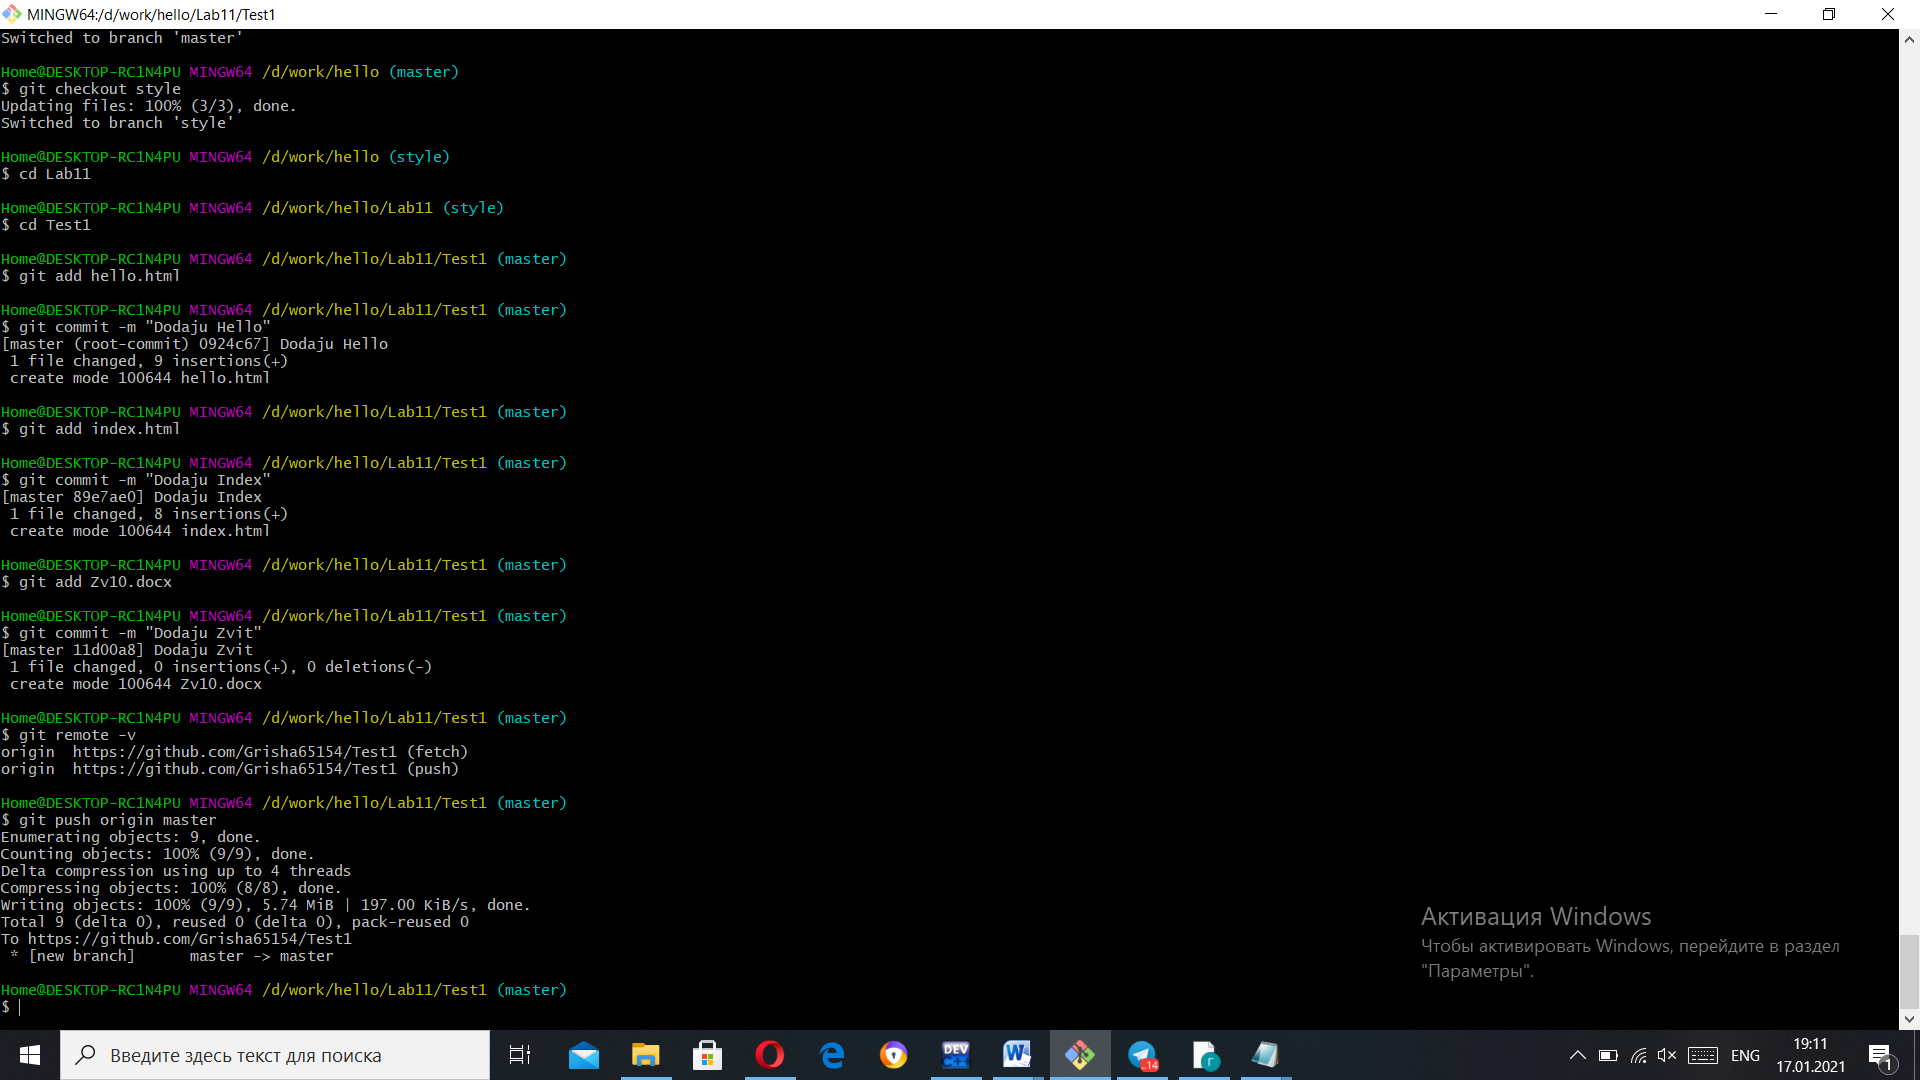 MINGW64:/d/work/hello/Lab11/Test1
Switched to branch 'master'
Home@DESKTOP-RC1N4PU MINGW64 /d/work/hello (master)
$ git checkout style
Updating files: 100% (3/3), done.
Switched to branch 'style'
Home@DESKTOP-RC1N4PU MINGW64 /d/work/hello (style)
$ cd Lab11
Home@DESKTOP-RC1N4PU MINGW64 /d/work/hello/Lab11 (style)
$ cd Test1
Home@DESKTOP-RC1N4PU MINGW64 /d/work/hello/Lab11/Test1 (master)
$ git add hello.html
Home@DESKTOP-RC1N4PU MINGW64 /d/work/hello/Lab11/Test1 (master)
$ git commit -m "Dodaju Hello"
[master (root-commit) 0924c67] Dodaju Hello
1 file changed, 9 insertions(+)
create mode 100644 hello.html
Home@DESKTOP-RC1N4PU MINGW64 /d/work/hello/Lab11/Test1 (master)
$ git add index.html
Home@DESKTOP-RC1N4PU MINGW64 /d/work/hello/Lab11/Test1 (master)
$ git commit -m "Dodaju Index"
[master 89e7ae0] Dodaju Index
1 file changed, 8 insertions(+)
create mode 100644 index.html
Home@DESKTOP-RC1N4PU MINGW64 /d/work/hello/Lab11/Test1 (master)
$ git add Zv10.docx
Home@DESKTOP-RC1N4PU MINGW64 /d/work/hello/Lab11/Test1 (master)
$ git commit -m "Dodaju Zvit"
[master 11d00a8] Dodaju Zvit
1 file changed, 0 insertions(+), 0 deletions(-)
create mode 100644 Zv10.docx
Home@DESKTOP-RC1N4PU MINGW64 /d/work/hello/Lab11/Test1 (master)
$ git remote -v
origin  https://github.com/Grisha65154/Test1 (fetch)
origin  https://github.com/Grisha65154/Test1 (push)
Home@DESKTOP-RC1N4PU MINGW64 /d/work/hello/Lab11/Test1 (master)
$ git push origin master
Enumerating objects: 9, done.
Counting objects: 100% (9/9), done.
Delta compression using up to 4 threads
Compressing objects: 100% (8/8), done.
Writing objects: 100% (9/9), 5.74 MiB | 197.00 KiB/s, done.
Total 9 (delta 0), reused 0 (delta 0), pack-reused 0
To https://github.com/Grisha65154/Test1
* [new branch]      master -> master
Home@DESKTOP-RC1N4PU MINGW64 /d/work/hello/Lab11/Test1 (master)
$
Активация Windows
Чтобы активировать Windows, перейдите в раздел
"Параметры".
Введите здесь текст для поиска
DEV
C++
W
..14
г
ENG
19:11
17.01.2021
1